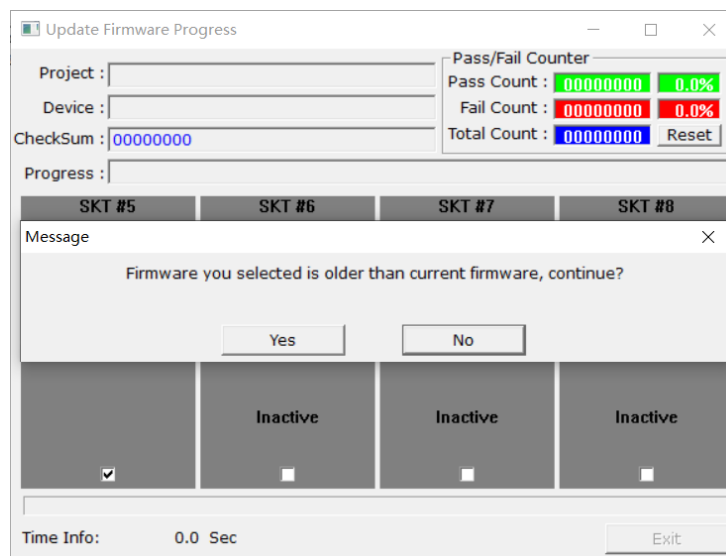 Update Firmware Progress
Pass/Fail Counter
Project :
Pass Count : 00000000 0.0%
Device :
Fail Count : 00000000 0.0%
CheckSum : 00000000
Total Count : 00000000 Reset
Progress :
SKT #5 SKT #6 SKT #7 SKT #8
Message
Firmware you selected is older than current firmware, continue?
Yes No
Inactive Inactive Inactive
Time Info: 0.0 Sec
Exit